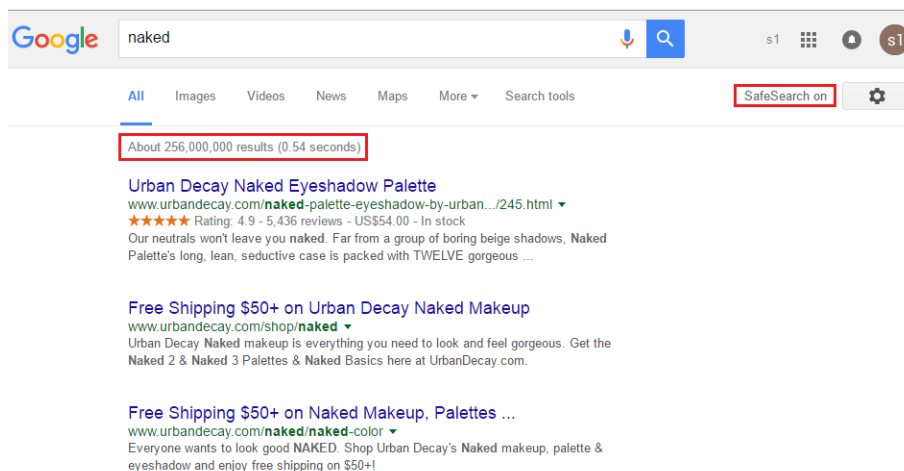 Google
naked
s1
s1
All Images Videos News Maps More Search tools
SafeSearch on
About 256,000,000 results (0.54 seconds)
Urban Decay Naked Eyeshadow Palette
www.urbandecay.com/naked-palette-eyeshadow-by-urban.../245.html
Rating: 4.9 - 5,436 reviews - US$54.00 - In stock
Our neutrals won't leave you naked. Far from a group of boring beige shadows, Naked
Palette's long, lean, seductive case is packed with TWELVE gorgeous ...
Free Shipping $50+ on Urban Decay Naked Makeup
www.urbandecay.com/shop/naked
Urban Decay Naked makeup is everything you need to look and feel gorgeous. Get the
Naked 2 & Naked 3 Palettes & Naked Basics here at UrbanDecay.com.
Free Shipping $50+ on Naked Makeup, Palettes ...
www.urbandecay.com/naked/naked-color
Everyone wants to look good NAKED. Shop Urban Decay's Naked makeup, palette &
eyeshadow and enjoy free shipping on $50+!